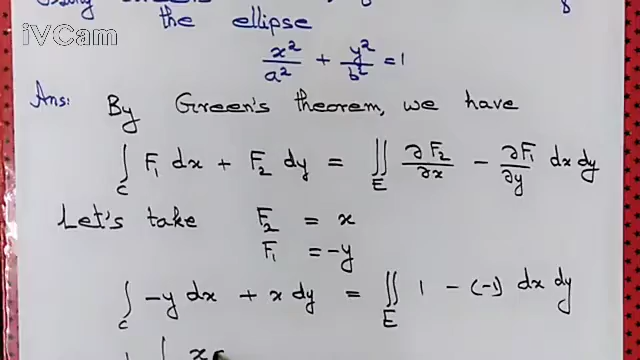 iVCam
the ellipse
x²/a² + y²/b² = 1
Ans: By Green's theorem, we have
∫_C F₁ dx + F₂ dy = ∬_E ∂F₂/∂x − ∂F₁/∂y dx dy
Let's take F₂ = x
F₁ = −y
∫_C −y dx + x dy = ∬_E 1 − (−1) dx dy